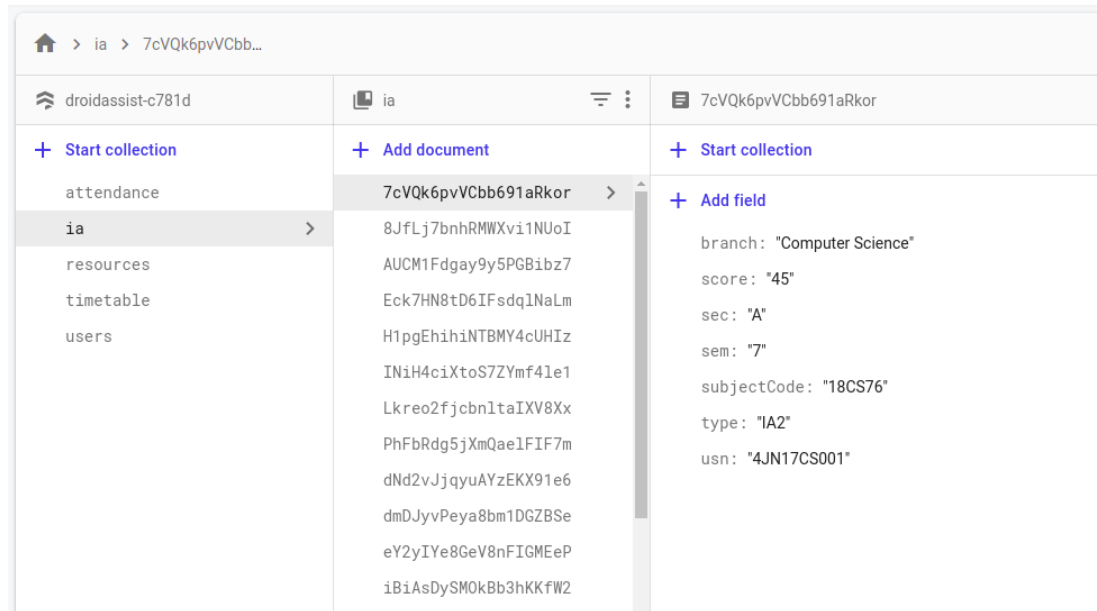 ia > 7cVQk6pvVCbb...
droidassist-c781d
+ Start collection
attendance
ia
resources
timetable
users
ia
+ Add document
7cVQk6pvVCbb691aRkor
8JfLj7bnhRMWXvi1NUoI
AUCM1Fdgay9y5PGBibz7
Eck7HN8tD6IFsdqlNaLm
H1pgEhihiNTBMY4cUHIz
INiH4ciXtoS7ZYmf4le1
Lkreo2fjcbnltaIXV8Xx
PhFbRdg5jXmQaelFIF7m
dNd2vJjqyuAYzEKX91e6
dmDJyvPeya8bm1DGZBSe
eY2yIYe8GeV8nFIGMEeP
iBiAsDySMOkBb3hKKfW2
7cVQk6pvVCbb691aRkor
+ Start collection
+ Add field
branch: "Computer Science"
score: "45"
sec: "A"
sem: "7"
subjectCode: "18CS76"
type: "IA2"
usn: "4JN17CS001"